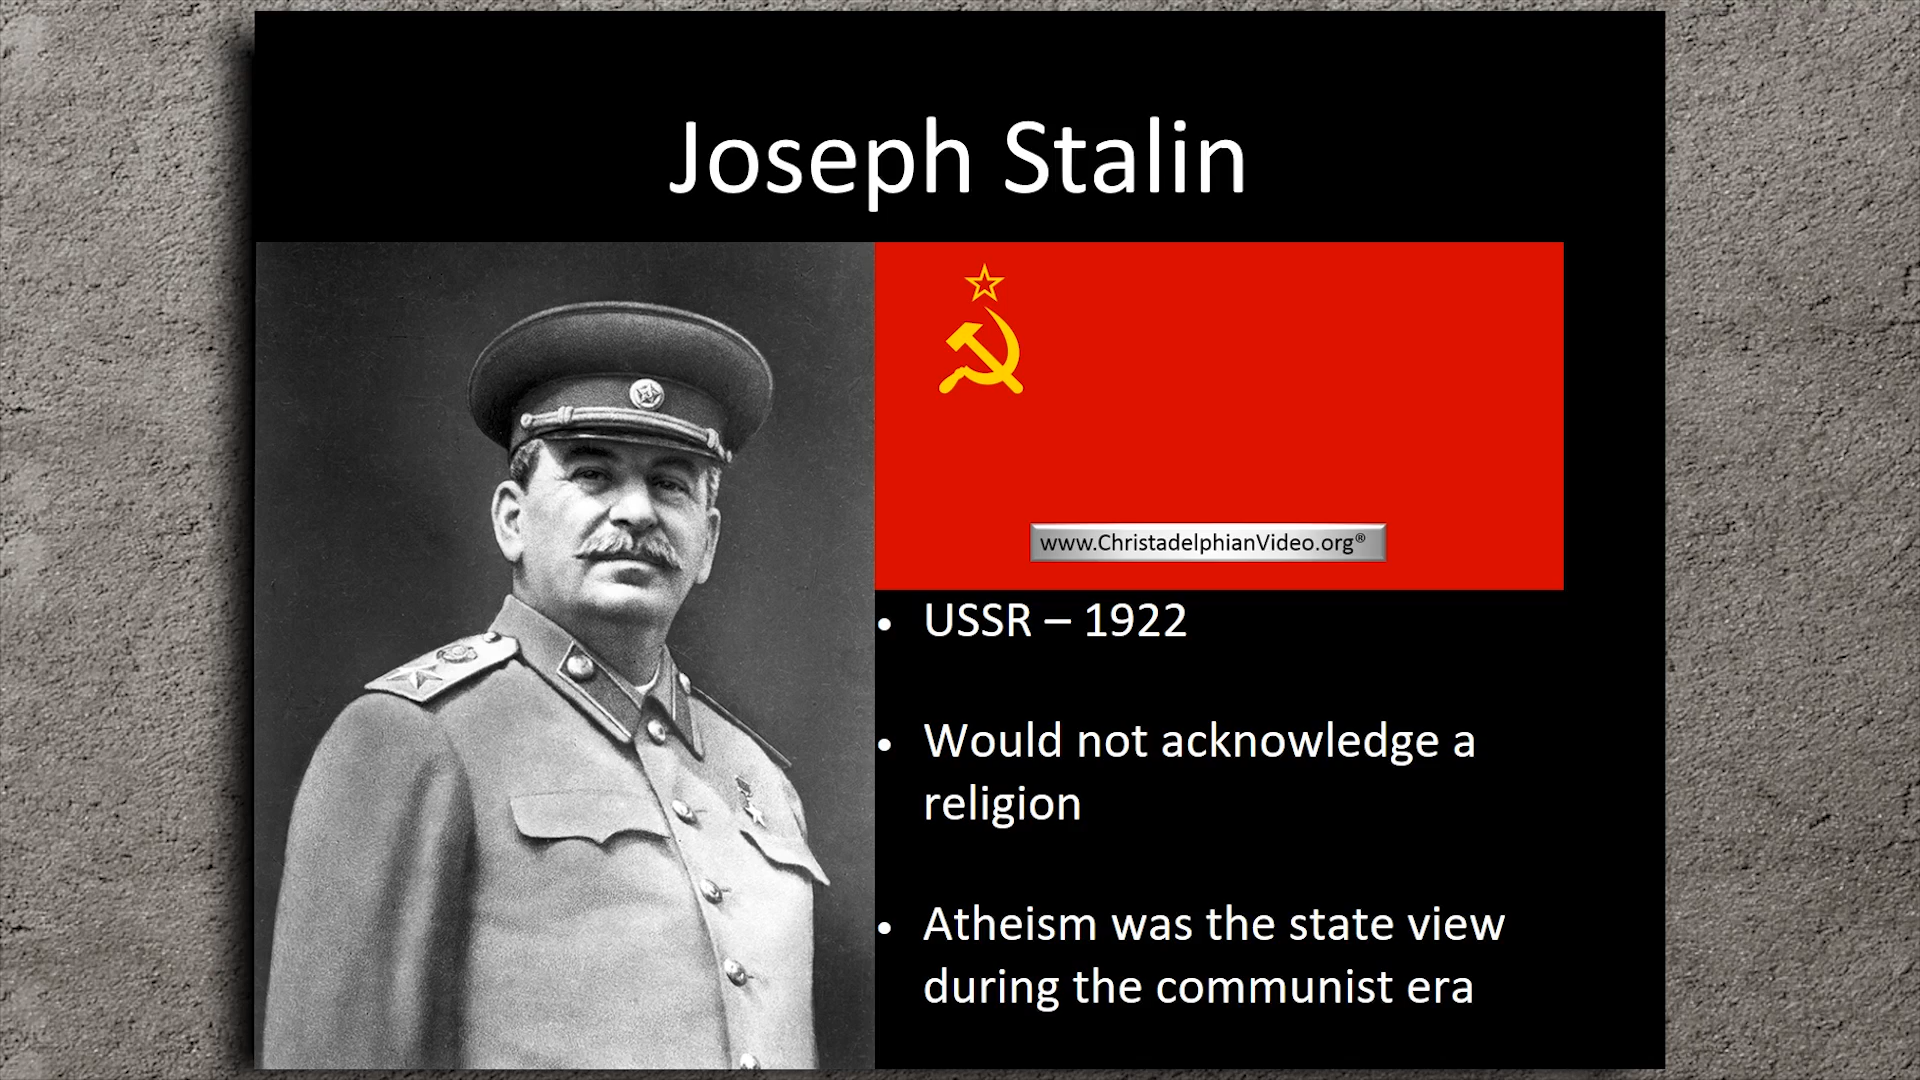 Joseph Stalin
www.ChristadelphianVideo.org®
• USSR – 1922
• Would not acknowledge a
religion
• Atheism was the state view
during the communist era